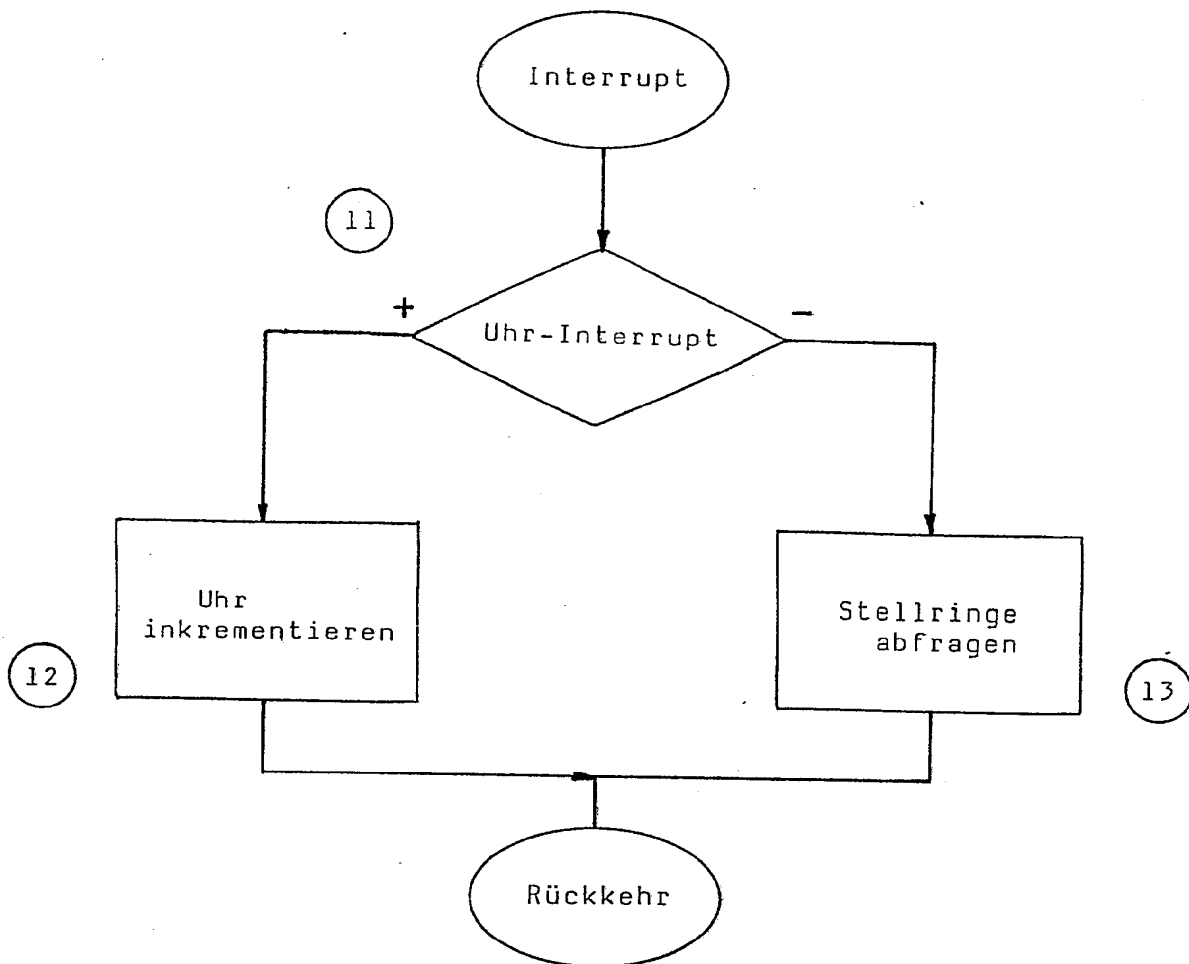 Interrupt
11
+
−
Uhr-Interrupt
Uhr
inkrementieren
Stellringe
abfragen
12
13
Rückkehr